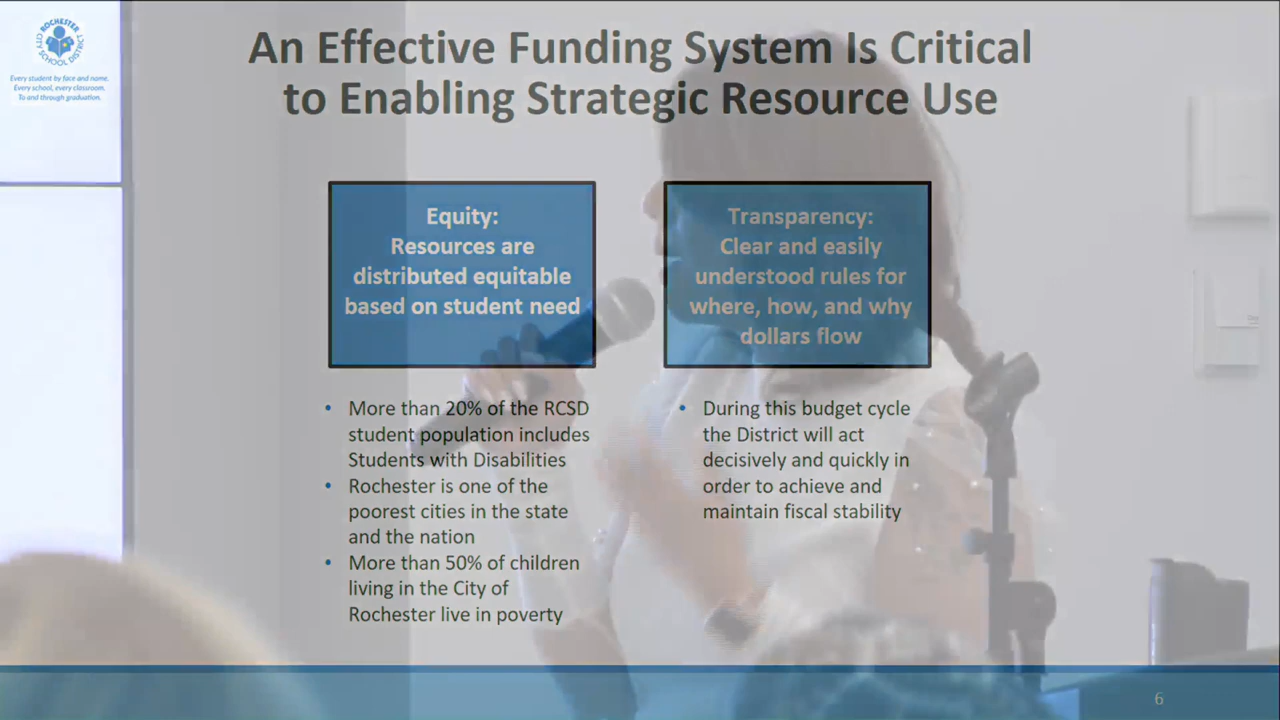 ROCHESTER
CITY SCHOOL DISTRICT
Every student by face and name.
Every school, every classroom.
To and through graduation.
An Effective Funding System Is Critical
to Enabling Strategic Resource Use
Equity:
Resources are
distributed equitable
based on student need
Transparency:
Clear and easily
understood rules for
where, how, and why
dollars flow
• More than 20% of the RCSD
student population includes
Students with Disabilities
• Rochester is one of the
poorest cities in the state
and the nation
• More than 50% of children
living in the City of
Rochester live in poverty
• During this budget cycle
the District will act
decisively and quickly in
order to achieve and
maintain fiscal stability
6